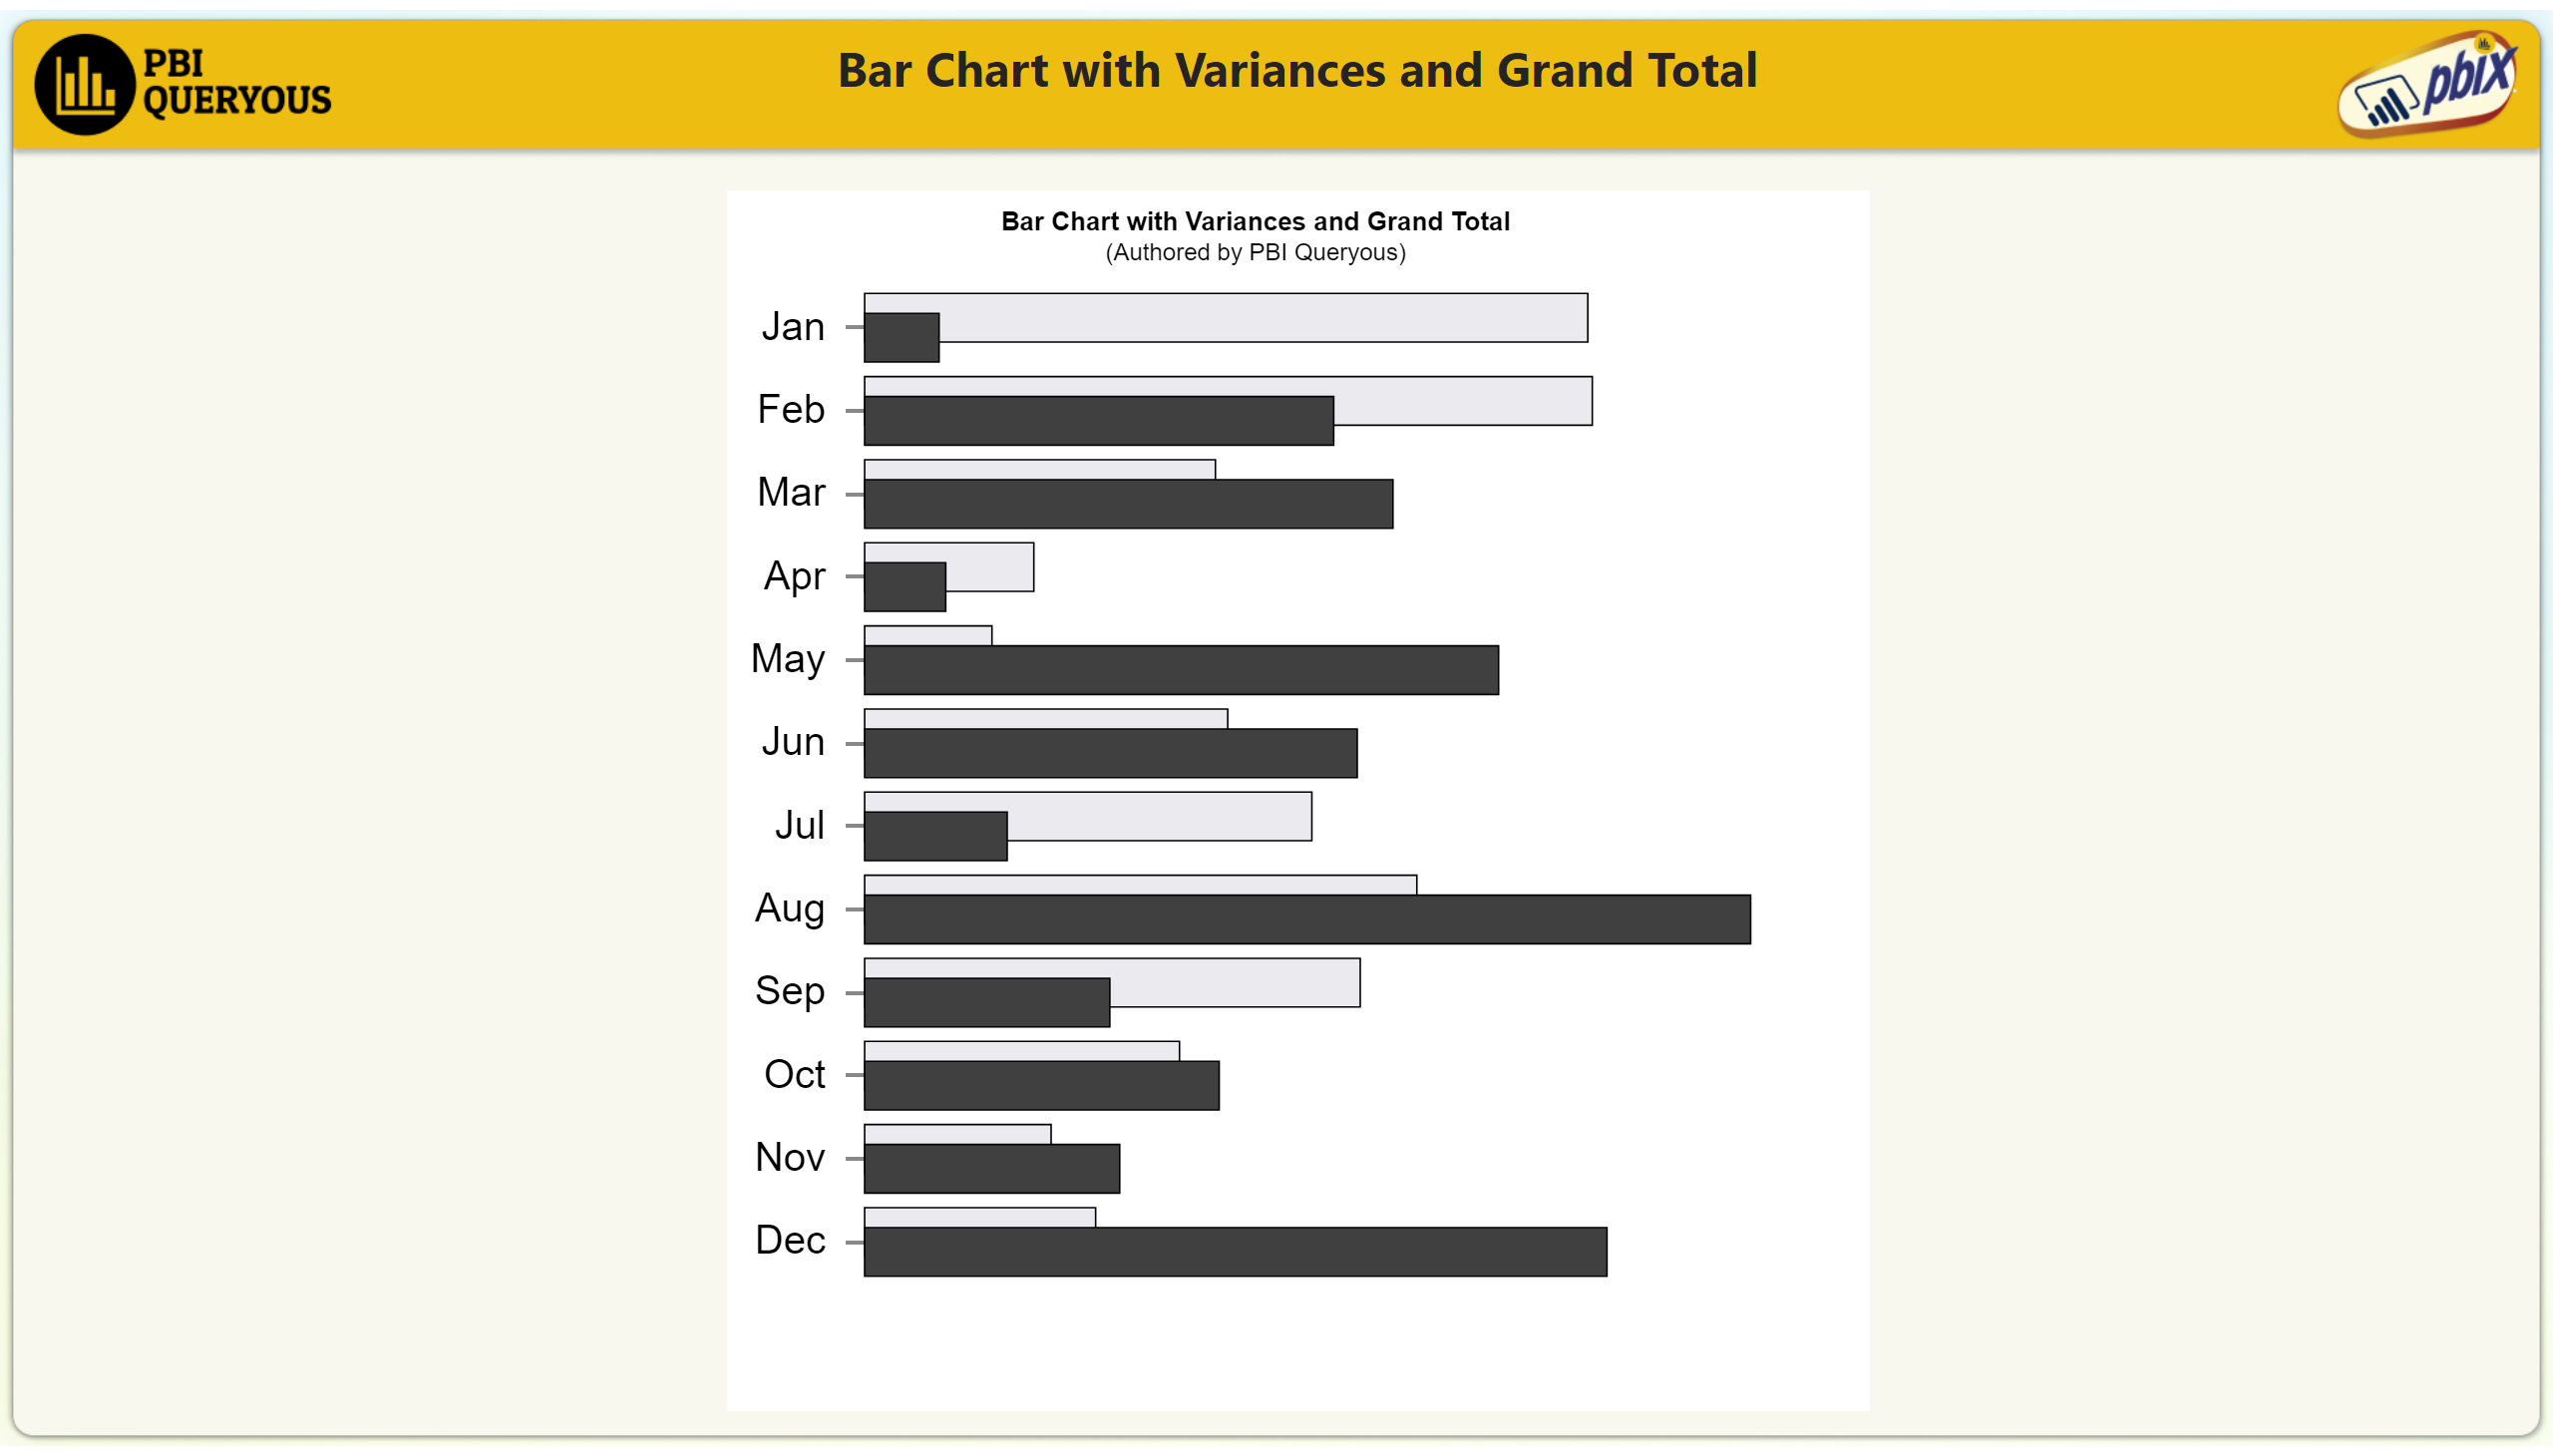 PBI
QUERYOUS
Bar Chart with Variances and Grand Total
pbix
Bar Chart with Variances and Grand Total
(Authored by PBI Queryous)
Jan
Feb
Mar
Apr
May
Jun
Jul
Aug
Sep
Oct
Nov
Dec